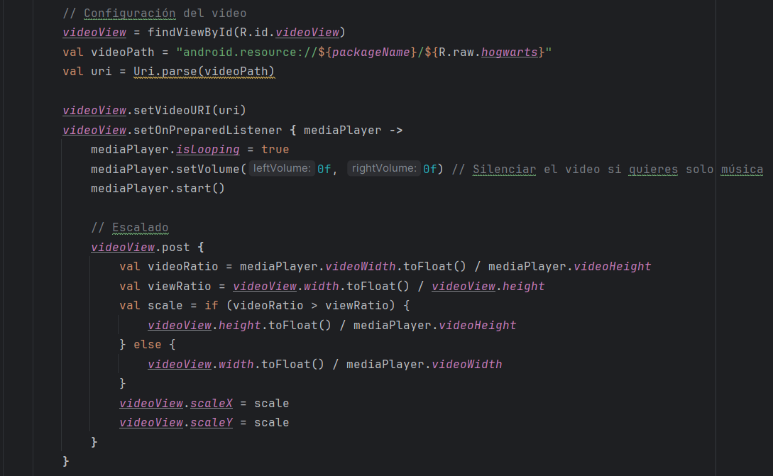 // Configuración del video
videoView = findViewById(R.id.videoView)
val videoPath = "android.resource://${packageName}/${R.raw.hogwarts}"
val uri = Uri.parse(videoPath)
videoView.setVideoURI(uri)
videoView.setOnPreparedListener { mediaPlayer ->
mediaPlayer.isLooping = true
mediaPlayer.setVolume( leftVolume: 0f, rightVolume: 0f) // Silenciar el video si quieres solo música
mediaPlayer.start()
// Escalado
videoView.post {
val videoRatio = mediaPlayer.videoWidth.toFloat() / mediaPlayer.videoHeight
val viewRatio = videoView.width.toFloat() / videoView.height
val scale = if (videoRatio > viewRatio) {
videoView.height.toFloat() / mediaPlayer.videoHeight
} else {
videoView.width.toFloat() / mediaPlayer.videoWidth
}
videoView.scaleX = scale
videoView.scaleY = scale
}
}